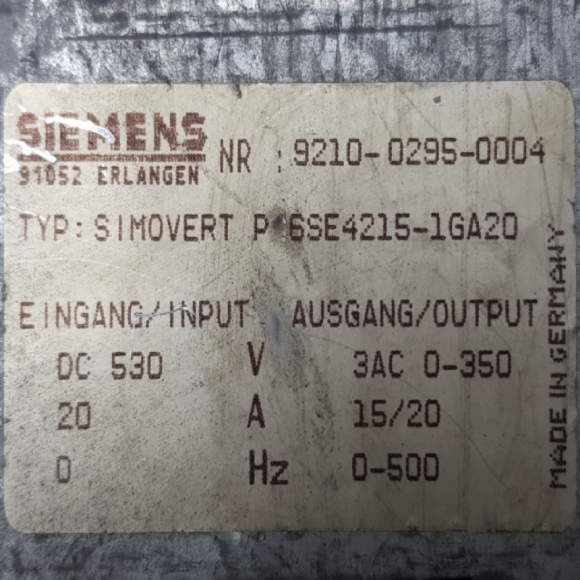 SIEMENS
91052 ERLANGEN
NR : 9210-0295-0004
TYP: SIMOVERT P 6SE4215-1GA20
EINGANG/INPUT AUSGANG/OUTPUT
DC 530 V 3AC 0-350
20 A 15/20
0 Hz 0-500
MADE IN GERMANY